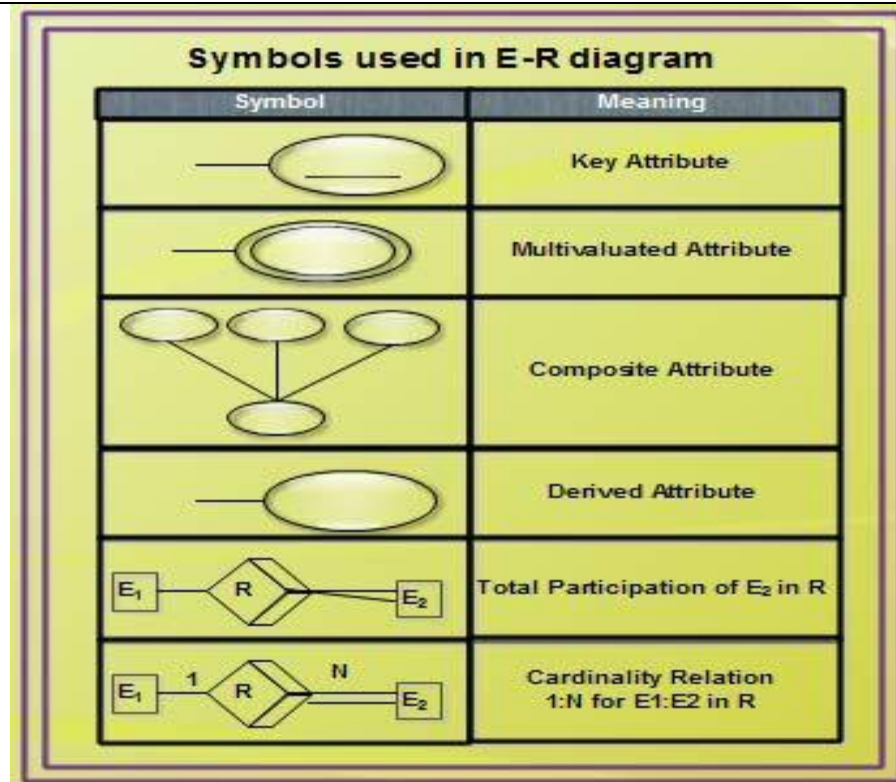 Symbols used in E-R diagram
Symbol Meaning
Key Attribute
Multivaluated Attribute
Composite Attribute
Derived Attribute
E₁ R E₂ Total Participation of E₂ in R
E₁ 1 R N E₂ Cardinality Relation
1:N for E1:E2 in R